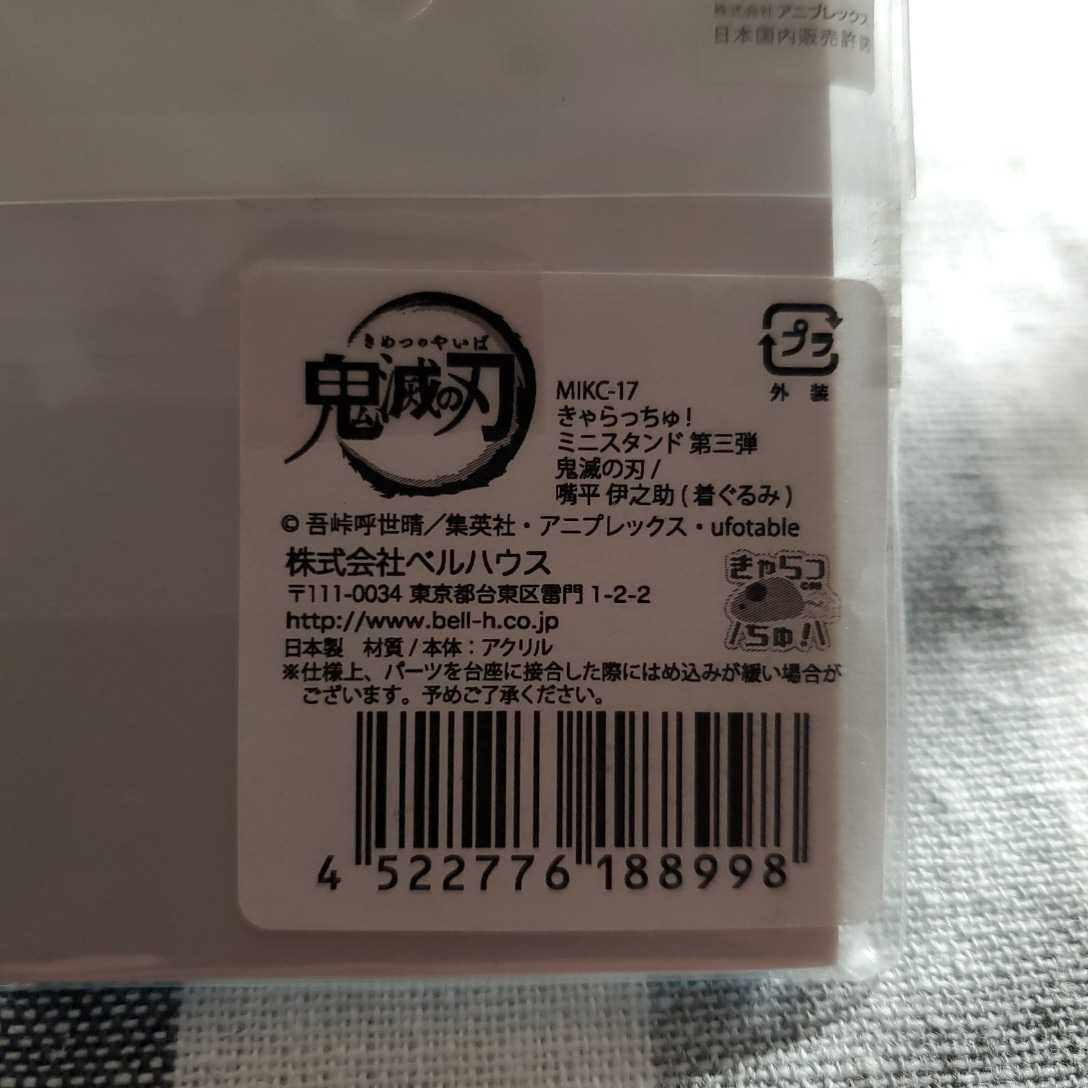 株式会社 アニプレックス
日本国内販売許諾
きめつのやいば
鬼滅の刃
プラ
外装
MIKC-17
きゃらっちゅ!
ミニスタンド 第三弾
鬼滅の刃 /
嘴平 伊之助 ( 着ぐるみ )
© 吾峠呼世晴／集英社・アニプレックス・ufotable
株式会社ベルハウス
〒111-0034 東京都台東区雷門 1-2-2
http://www.bell-h.co.jp
きゃらっ
ちゅ!
日本製 材質 / 本体：アクリル
※仕様上、パーツを台座に接合した際にはめ込みが緩い場合が
ございます。予めご了承ください。
4 522776 188998